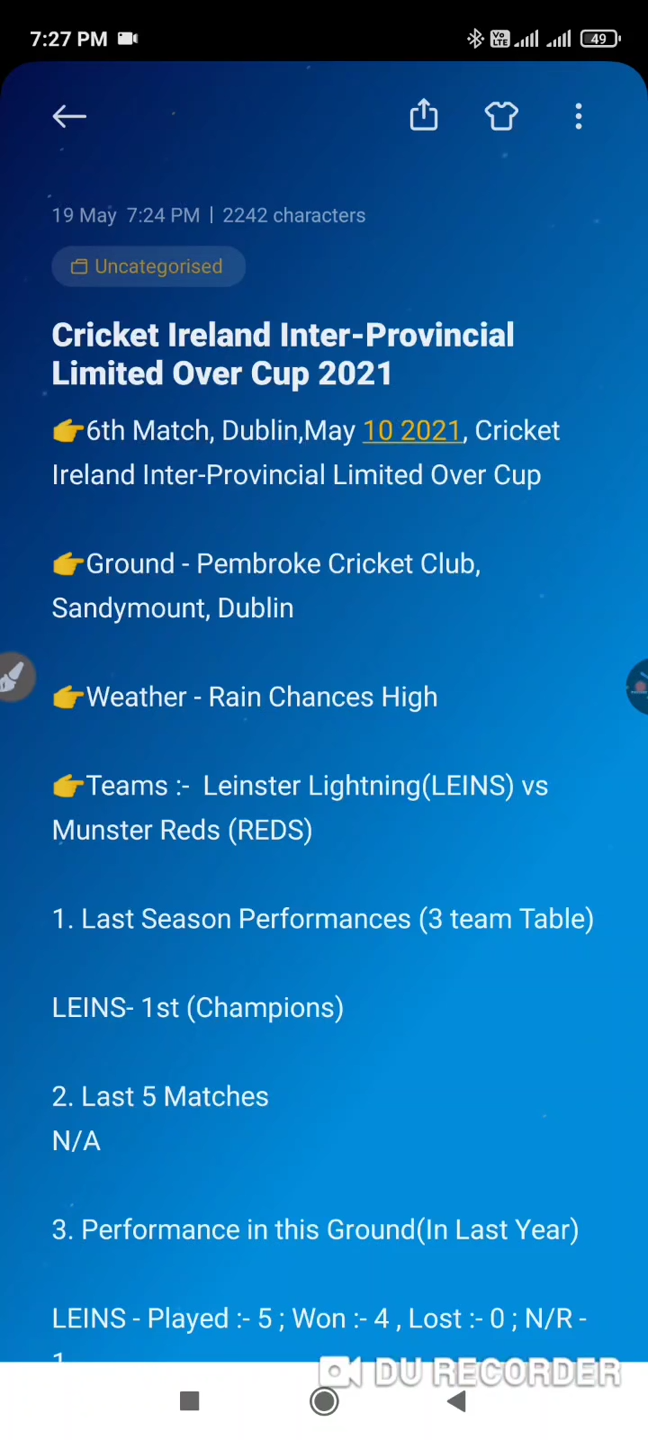 7:27 PM
Vo LTE
49
19 May 7:24 PM | 2242 characters
Uncategorised
Cricket Ireland Inter-Provincial
Limited Over Cup 2021
👉6th Match, Dublin,May 10 2021, Cricket
Ireland Inter-Provincial Limited Over Cup
👉Ground - Pembroke Cricket Club,
Sandymount, Dublin
👉Weather - Rain Chances High
👉Teams :- Leinster Lightning(LEINS) vs
Munster Reds (REDS)
1. Last Season Performances (3 team Table)
LEINS- 1st (Champions)
2. Last 5 Matches
N/A
3. Performance in this Ground(In Last Year)
LEINS - Played :- 5 ; Won :- 4 , Lost :- 0 ; N/R -
1
DU RECORDER